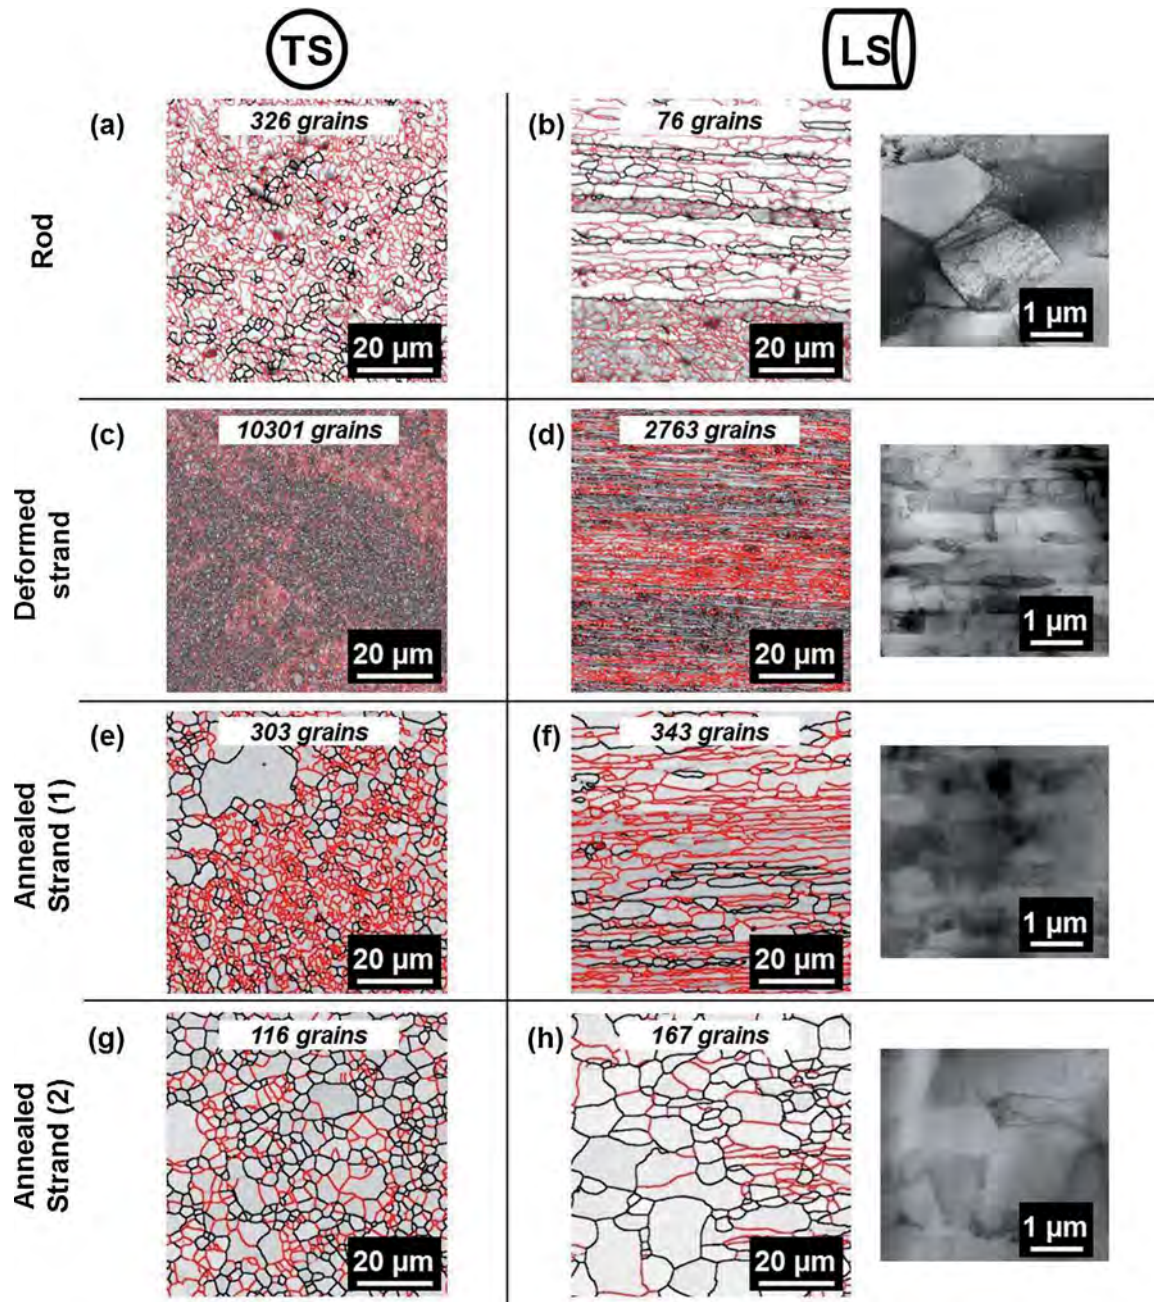 TS
LS
Rod
(a)
326 grains
20 μm
(b)
76 grains
20 μm
1 μm
Deformed
strand
(c)
10301 grains
20 μm
(d)
2763 grains
20 μm
1 μm
Annealed
Strand (1)
(e)
303 grains
20 μm
(f)
343 grains
20 μm
1 μm
Annealed
Strand (2)
(g)
116 grains
20 μm
(h)
167 grains
20 μm
1 μm